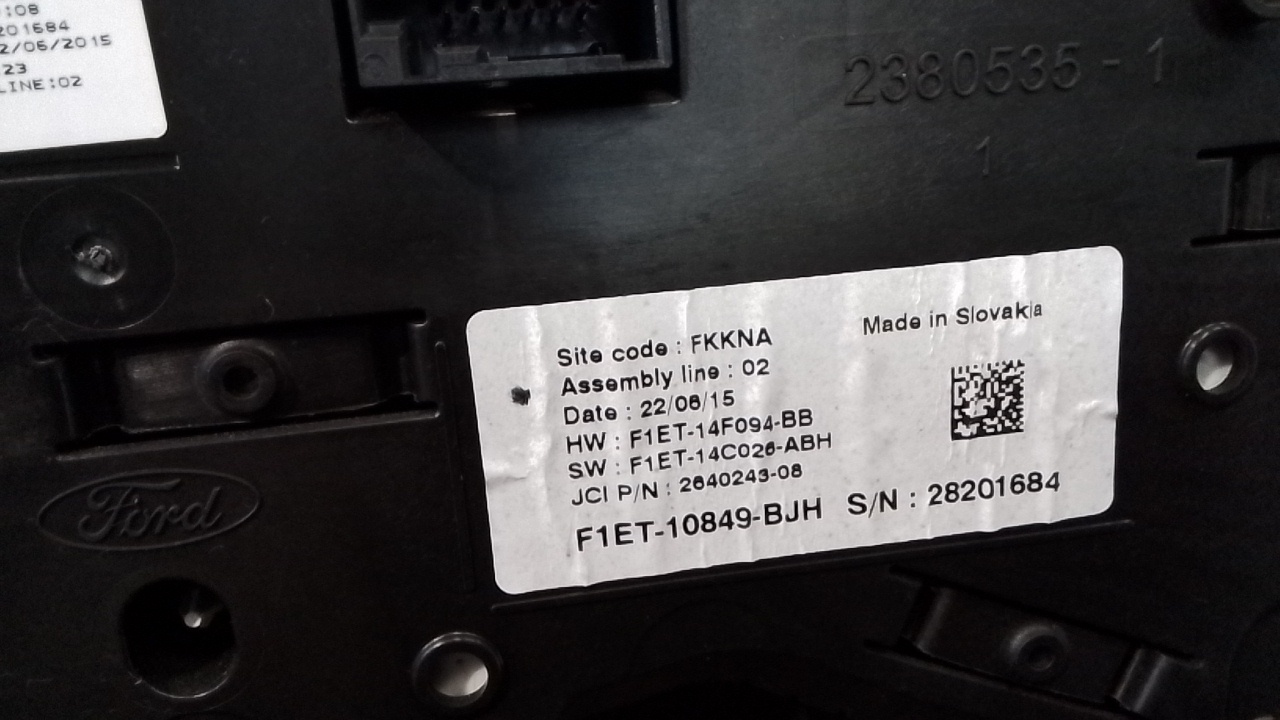 :08
201684
2/06/2015
23
LINE:02
2380535-1
1
Made in Slovakia
Site code : FKKNA
Assembly line : 02
Date : 22/06/15
HW : F1ET-14F094-BB
SW : F1ET-14C026-ABH
JCI P/N : 2640243-08
F1ET-10849-BJH S/N : 28201684
Ford